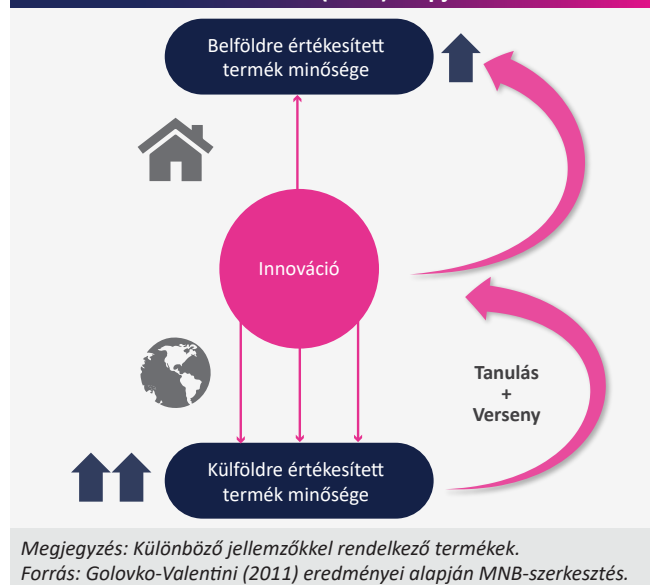 Belföldre értékesített
termék minősége
Innováció
Tanulás
+
Verseny
Külföldre értékesített
termék minősége
Megjegyzés: Különböző jellemzőkkel rendelkező termékek.
Forrás: Golovko-Valentini (2011) eredményei alapján MNB-szerkesztés.